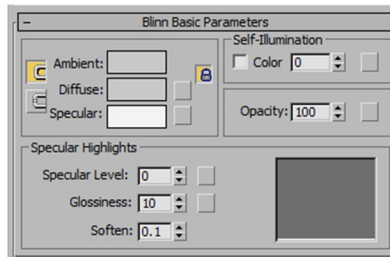 Blinn Basic Parameters
Ambient:
Diffuse:
Specular:
Self-Illumination
Color 0
Opacity: 100
Specular Highlights
Specular Level: 0
Glossiness: 10
Soften: 0.1